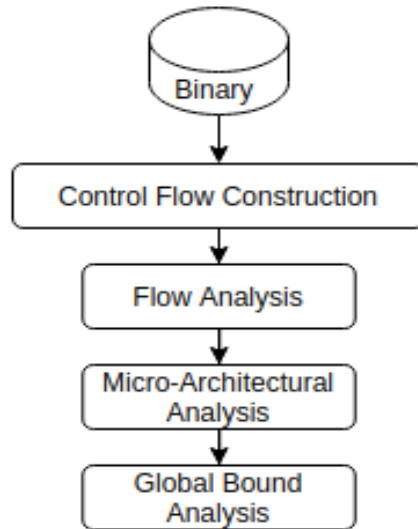 Binary
Control Flow Construction
Flow Analysis
Micro-Architectural
Analysis
Global Bound
Analysis